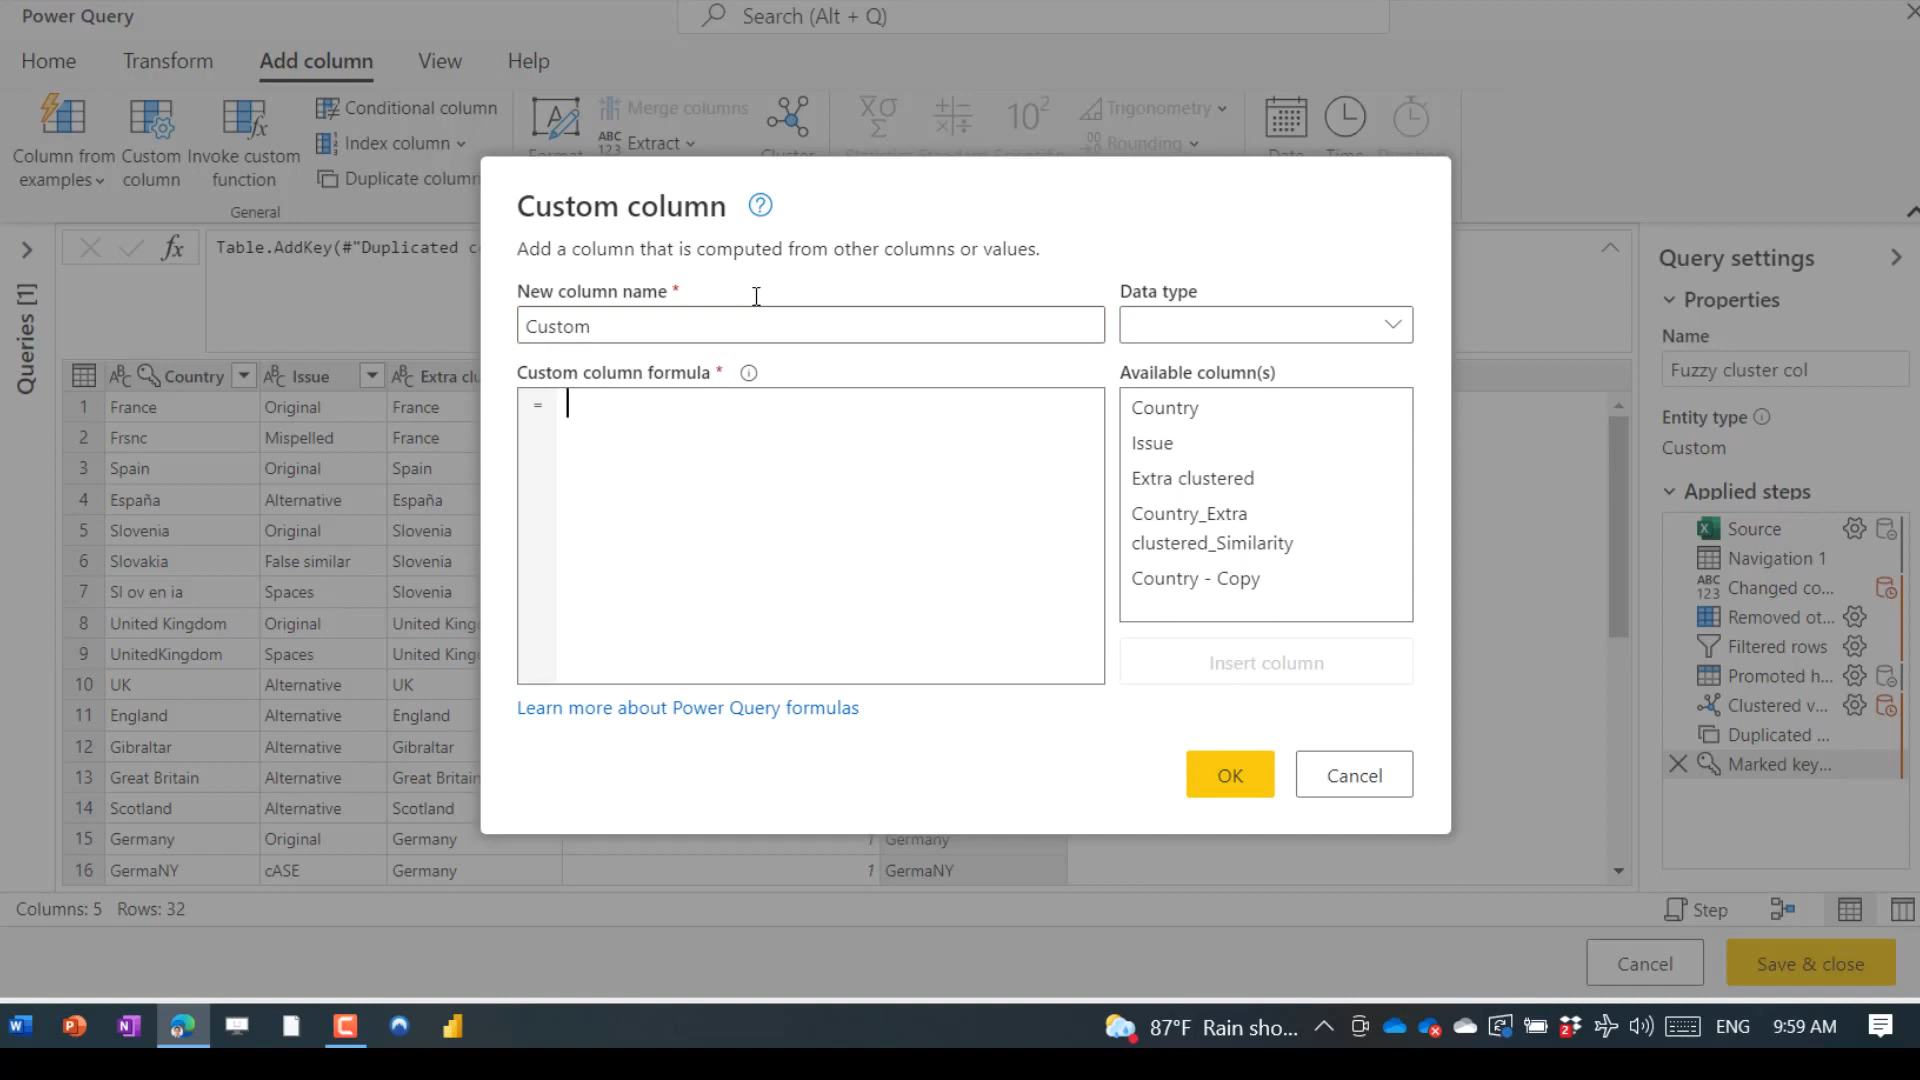 Power Query
Search (Alt + Q)
Home
Transform
Add column
View
Help
Column from examples
Custom column
Invoke custom function
Conditional column
Index column
Duplicate column
General
Merge columns
ABC
123
Extract
10²
Trigonometry
Rounding
fx
Table.AddKey(#"Duplicated c
Custom column
Add a column that is computed from other columns or values.
New column name *
Custom
Data type
Custom column formula *
=
Available column(s)
Country
Issue
Extra clustered
Country_Extra
clustered_Similarity
Country - Copy
Insert column
Learn more about Power Query formulas
OK
Cancel
Queries [1]
Country
Issue
Extra clu
1 France Original France
2 Frsnc Mispelled France
3 Spain Original Spain
4 España Alternative España
5 Slovenia Original Slovenia
6 Slovakia False similar Slovenia
7 Sl ov en ia Spaces Slovenia
8 United Kingdom Original United King
9 UnitedKingdom Spaces United King
10 UK Alternative UK
11 England Alternative England
12 Gibraltar Alternative Gibraltar
13 Great Britain Alternative Great Britain
14 Scotland Alternative Scotland
15 Germany Original Germany 1 Germany
16 GermaNY cASE Germany 1 GermaNY
Query settings
Properties
Name
Fuzzy cluster col
Entity type
Custom
Applied steps
Source
Navigation 1
Changed co...
Removed ot...
Filtered rows
Promoted h...
Clustered v...
Duplicated ...
Marked key...
Columns: 5 Rows: 32
Step
Cancel
Save & close
87°F Rain sho...
ENG
9:59 AM